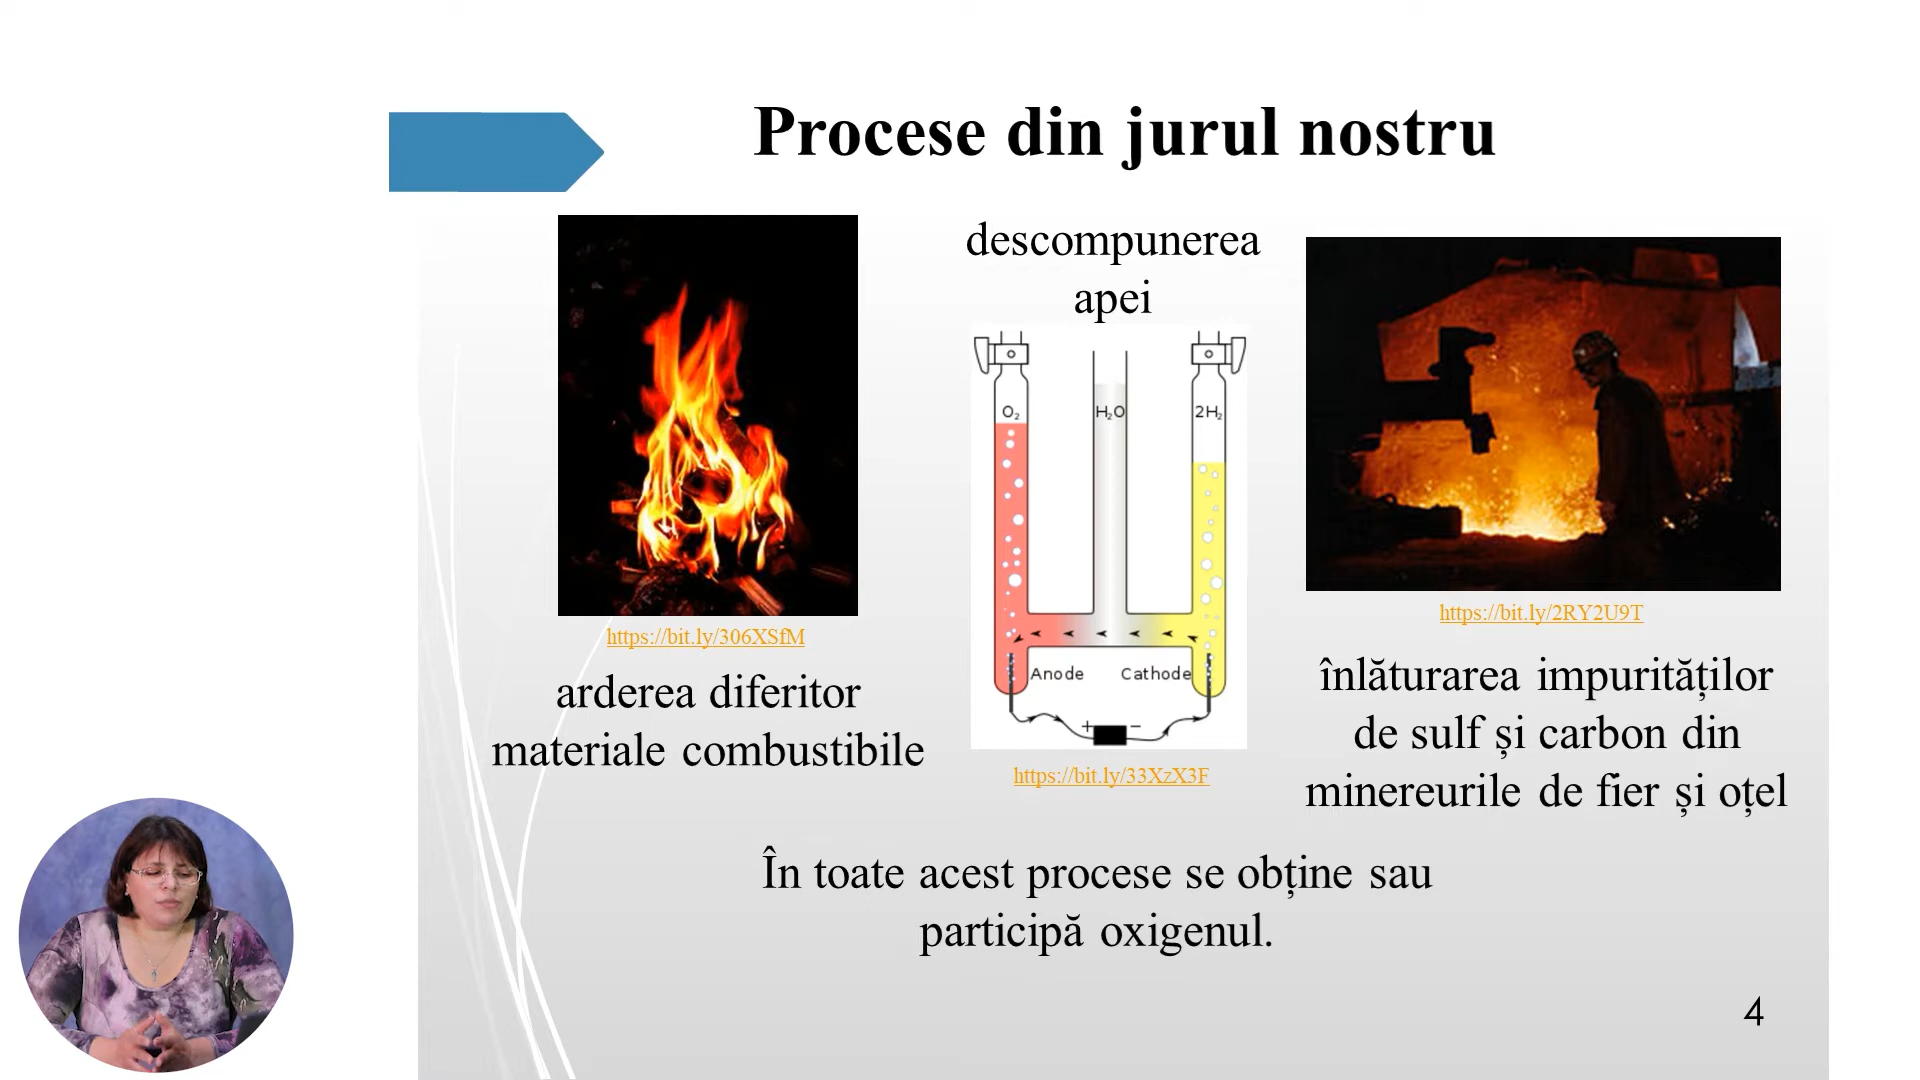 Procese din jurul nostru
https://bit.ly/306XSfM
arderea diferitor
materiale combustibile
descompunerea
apei
O₂
H₂O
2H₂
Anode
Cathode
+
−
https://bit.ly/33XzX3F
https://bit.ly/2RY2U9T
înlăturarea impurităților
de sulf și carbon din
minereurile de fier și oțel
În toate acest procese se obține sau
participă oxigenul.
4